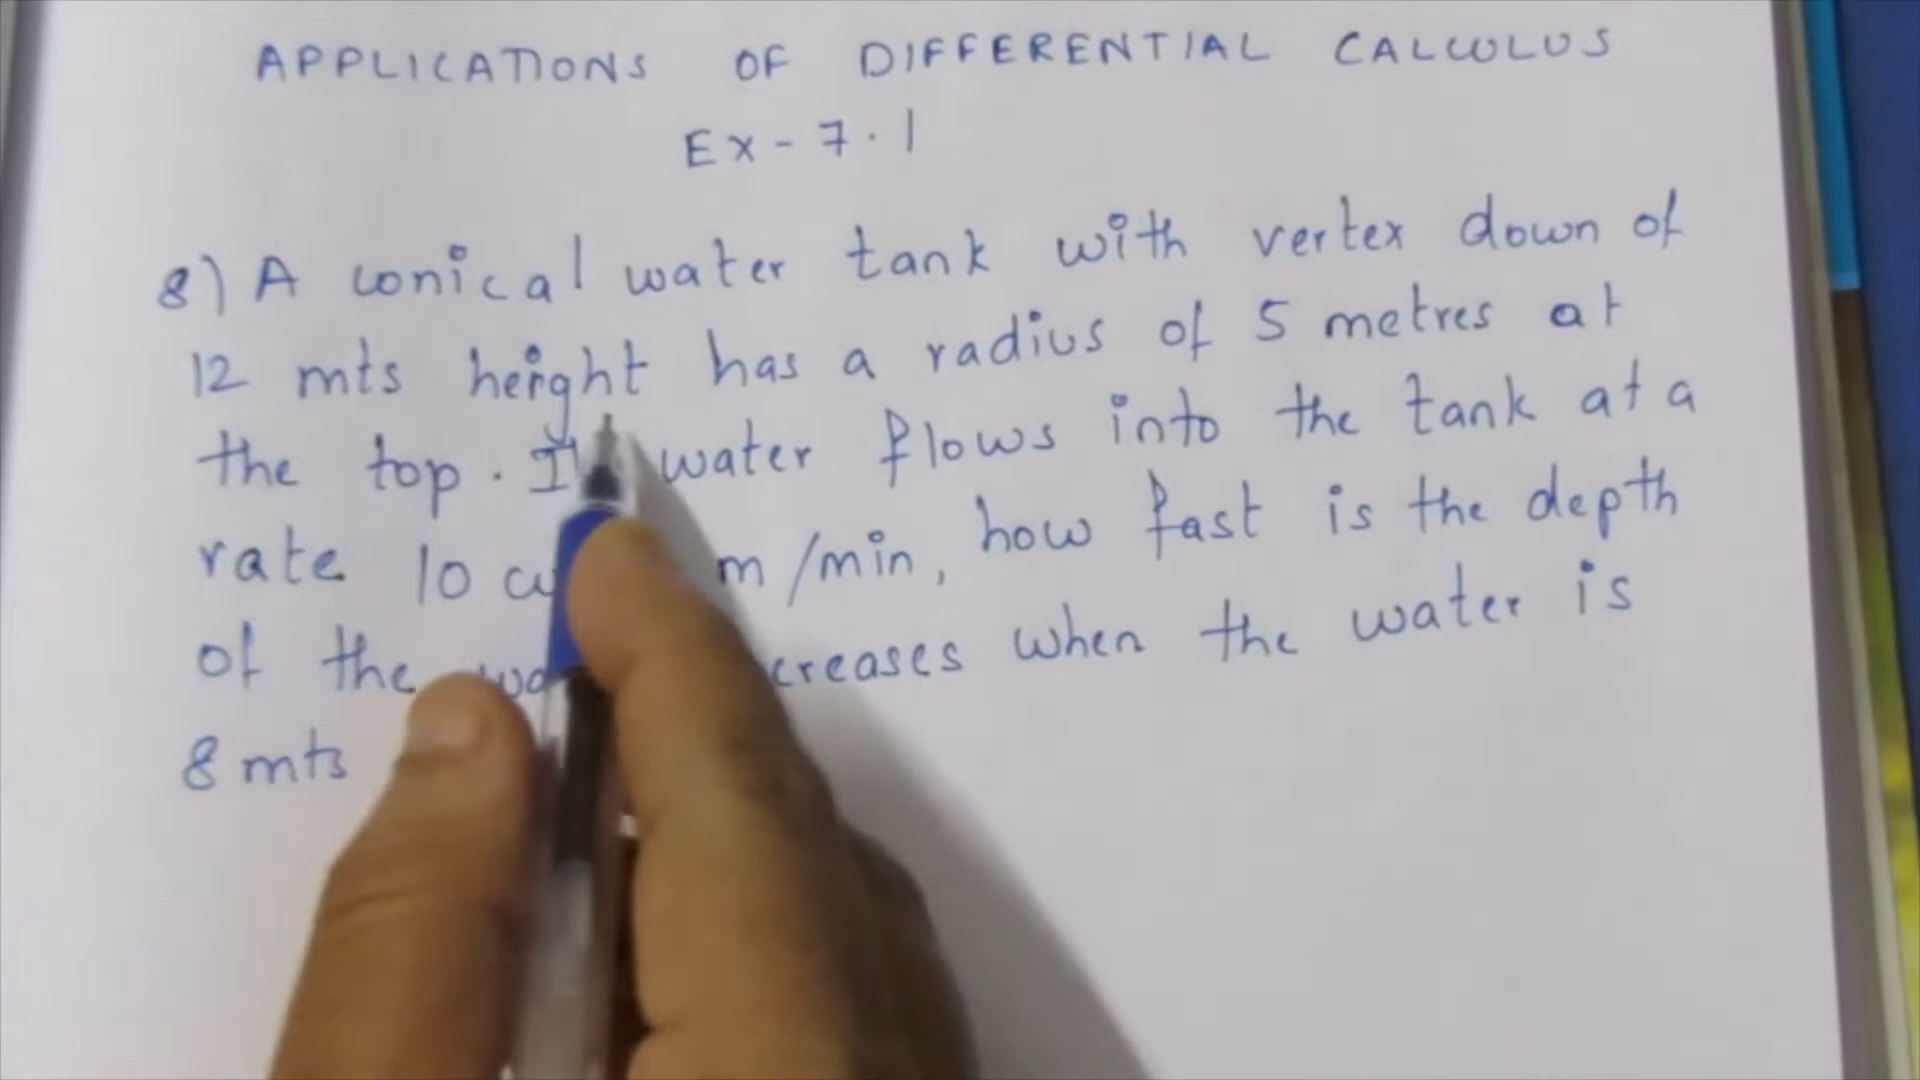 APPLICATIONS OF DIFFERENTIAL CALCULUS
Ex - 7.1
8) A conical water tank with vertex down of
12 mts height has a radius of 5 metres at
the top. If water flows into the tank at a
rate 10 m/min, how fast is the depth
of the creases when the water is
8 mts